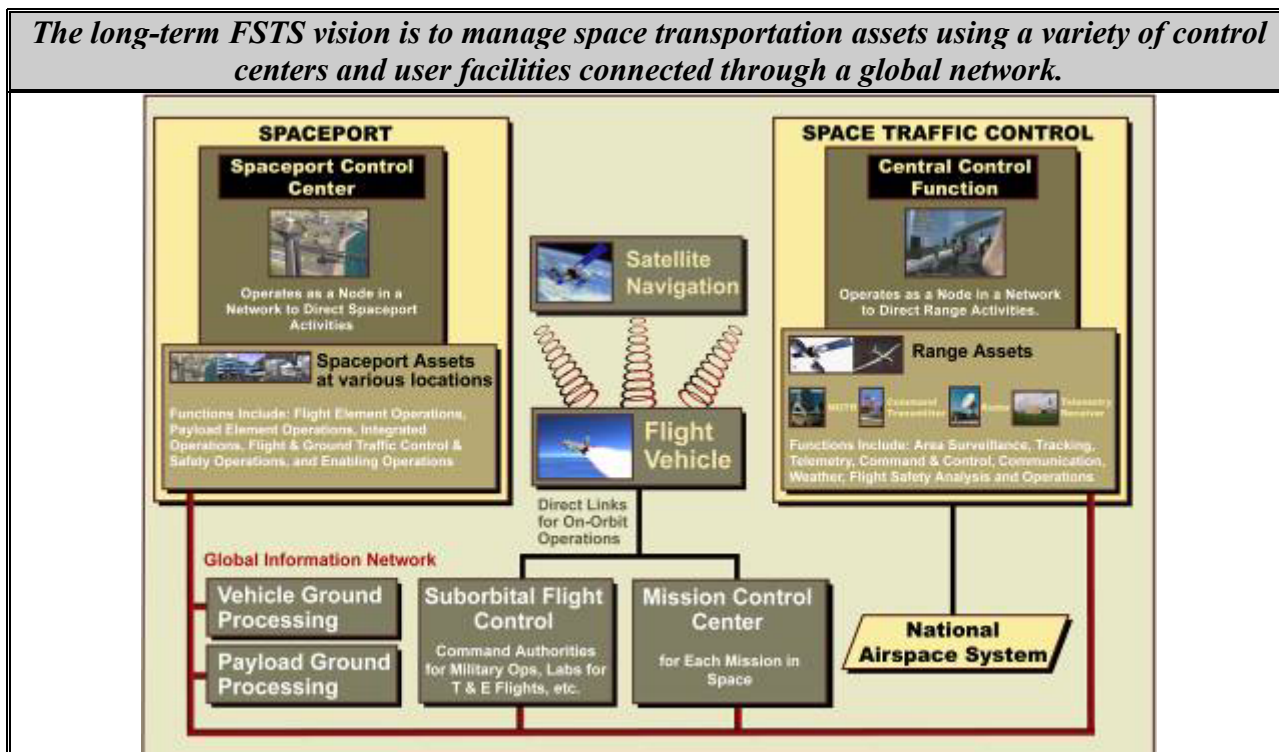 The long-term FSTS vision is to manage space transportation assets using a variety of control
centers and user facilities connected through a global network.
SPACEPORT
Spaceport Control
Center
Operates as a Node in a
Network to Direct Spaceport
Activities
Spaceport Assets
at various locations
Functions Include: Flight Element Operations,
Payload Element Operations, Integrated
Operations, Flight & Ground Traffic Control &
Safety Operations, and Enabling Operations
Satellite
Navigation
Flight
Vehicle
Direct Links
for On-Orbit
Operations
SPACE TRAFFIC CONTROL
Central Control
Function
Operates as a Node in a Network
to Direct Range Activities.
Range Assets
Command
Transmitter
Telemetry
Receiver
Functions Include: Area Surveillance, Tracking,
Telemetry, Command & Control, Communication,
Weather, Flight Safety Analysis and Operations
Global Information Network
Vehicle Ground
Processing
Payload Ground
Processing
Suborbital Flight
Control
Command Authorities
for Military Ops, Labs for
T & E Flights, etc.
Mission Control
Center
for Each Mission in
Space
National
Airspace System